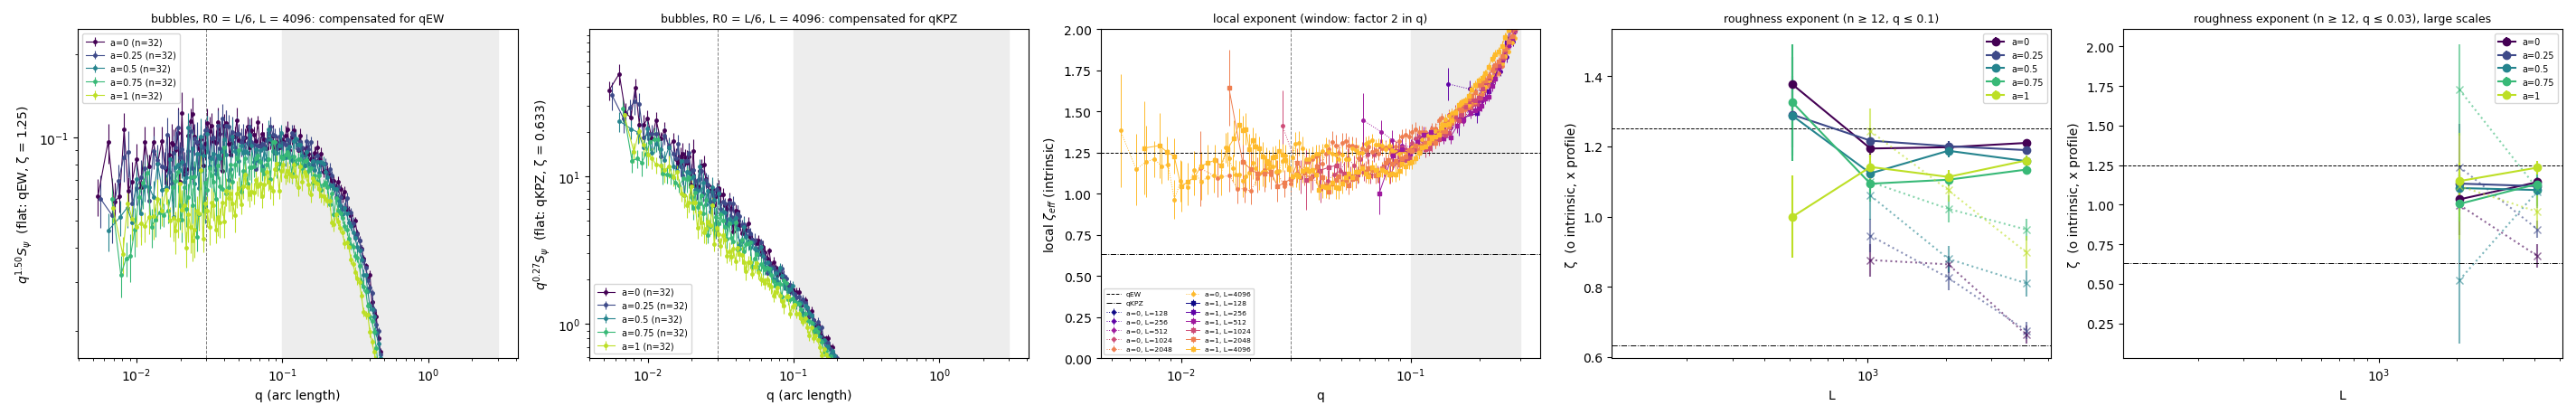 bubbles, R0 = L/6, L = 4096: compensated for qEW
q^1.50 S_ψ (flat: qEW, ζ = 1.25)
10^-1
a=0 (n=32)
a=0.25 (n=32)
a=0.5 (n=32)
a=0.75 (n=32)
a=1 (n=32)
10^-2 10^-1 10^0
q (arc length)
bubbles, R0 = L/6, L = 4096: compensated for qKPZ
q^0.27 S_ψ (flat: qKPZ, ζ = 0.633)
10^1
10^0
a=0 (n=32)
a=0.25 (n=32)
a=0.5 (n=32)
a=0.75 (n=32)
a=1 (n=32)
10^-2 10^-1 10^0
q (arc length)
local exponent (window: factor 2 in q)
local ζ_eff (intrinsic)
2.00
1.75
1.50
1.25
1.00
0.75
0.50
0.25
0.00
qEW
qKPZ
a=0, L=128
a=0, L=256
a=0, L=512
a=0, L=1024
a=0, L=2048
a=0, L=4096
a=1, L=128
a=1, L=256
a=1, L=512
a=1, L=1024
a=1, L=2048
a=1, L=4096
10^-2 10^-1
q
roughness exponent (n ≥ 12, q ≤ 0.1)
ζ (o intrinsic, x profile)
1.4
1.2
1.0
0.8
0.6
a=0
a=0.25
a=0.5
a=0.75
a=1
10^3
L
roughness exponent (n ≥ 12, q ≤ 0.03), large scales
ζ (o intrinsic, x profile)
2.00
1.75
1.50
1.25
1.00
0.75
0.50
0.25
a=0
a=0.25
a=0.5
a=0.75
a=1
10^3
L